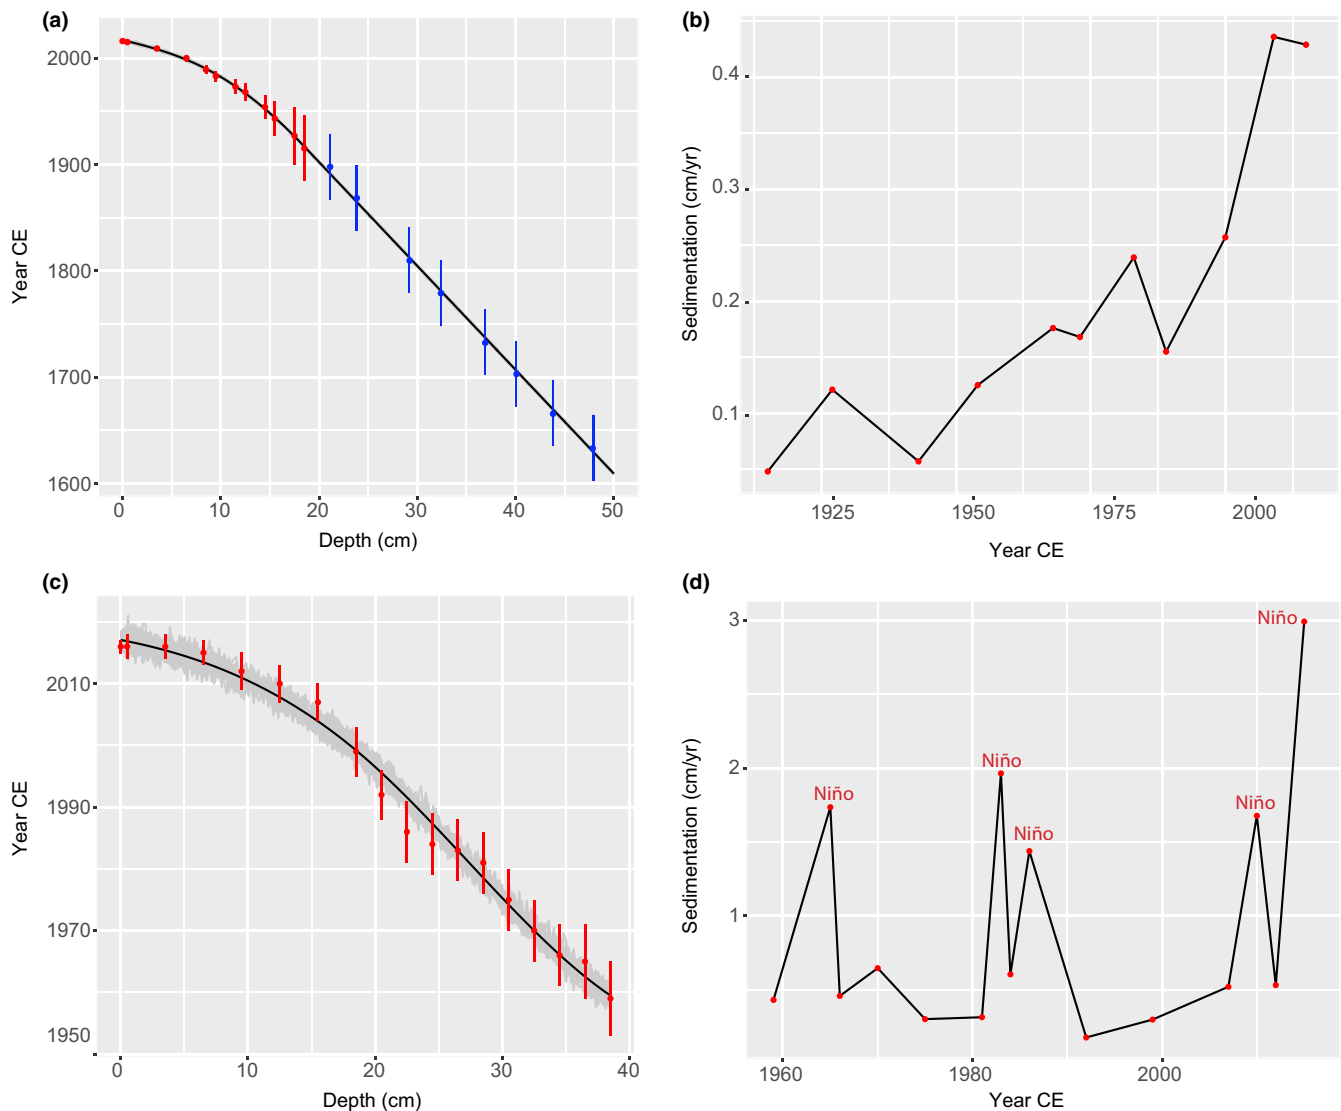 (a)
2000
1900
1800
1700
1600
Year CE
0 10 20 30 40 50
Depth (cm)
(b)
0.4
0.3
0.2
0.1
Sedimentation (cm/yr)
1925 1950 1975 2000
Year CE
(c)
2010
1990
1970
1950
Year CE
0 10 20 30 40
Depth (cm)
(d)
3
2
1
Sedimentation (cm/yr)
Niño
Niño
Niño
Niño
Niño
1960 1980 2000
Year CE